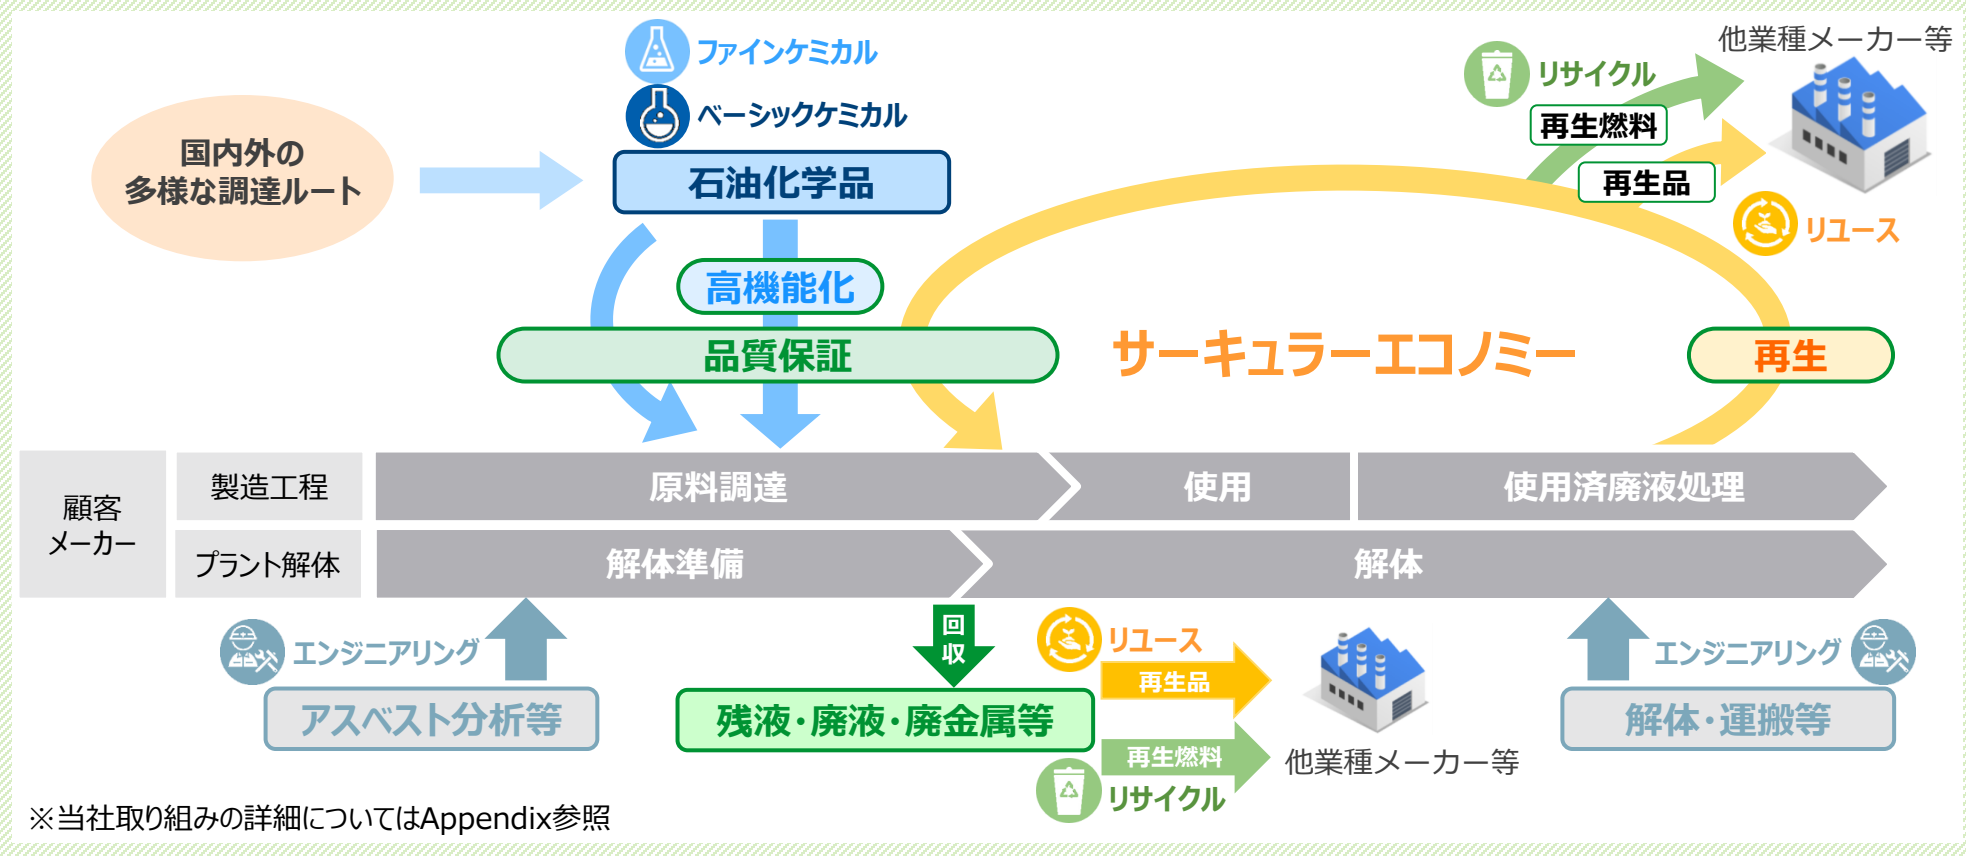 ファインケミカル
ベーシックケミカル
国内外の
多様な調達ルート
石油化学品
高機能化
品質保証
サーキュラーエコノミー
再生
リサイクル
再生燃料
再生品
リユース
他業種メーカー等
顧客
メーカー
製造工程
原料調達
使用
使用済廃液処理
プラント解体
解体準備
解体
エンジニアリング
アスベスト分析等
回
収
残液・廃液・廃金属等
リユース
再生品
再生燃料
リサイクル
他業種メーカー等
エンジニアリング
解体・運搬等
※当社取り組みの詳細についてはAppendix参照